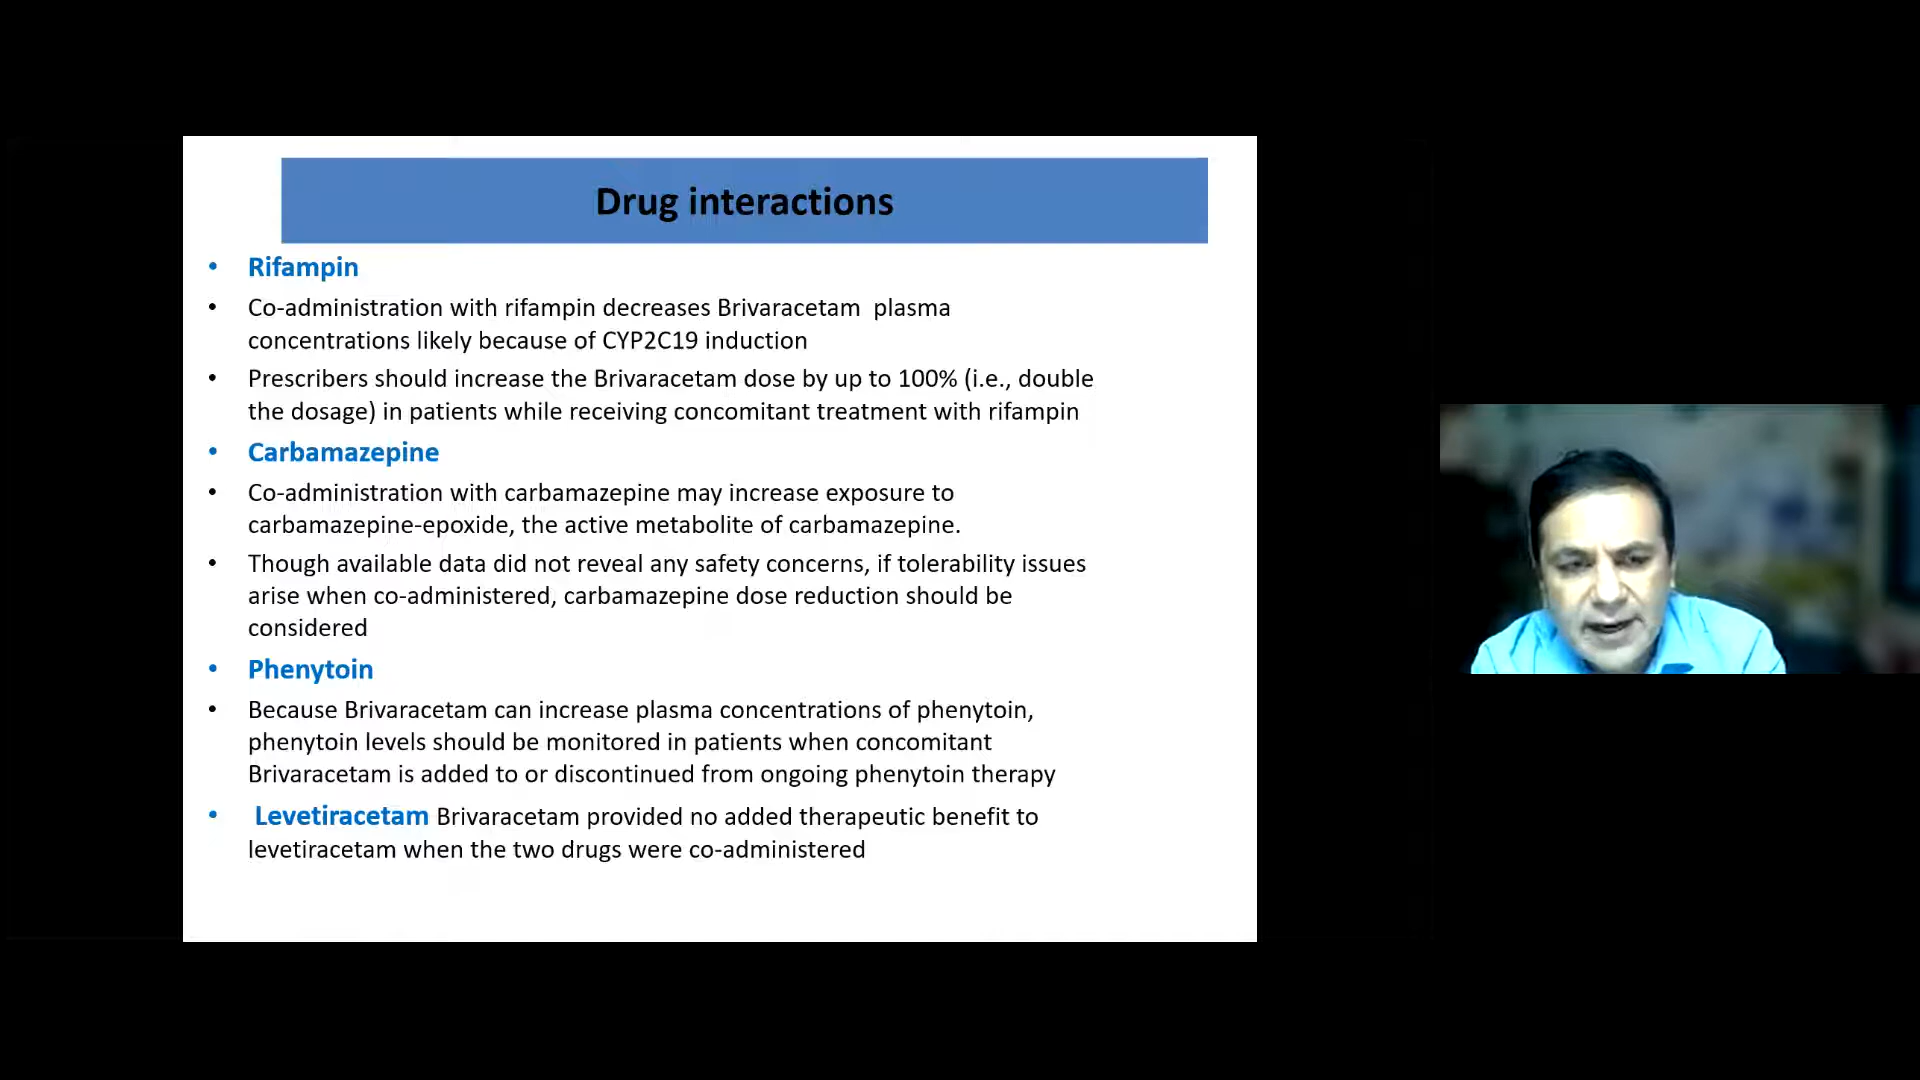 Drug interactions
• Rifampin
• Co-administration with rifampin decreases Brivaracetam plasma
concentrations likely because of CYP2C19 induction
• Prescribers should increase the Brivaracetam dose by up to 100% (i.e., double
the dosage) in patients while receiving concomitant treatment with rifampin
• Carbamazepine
• Co-administration with carbamazepine may increase exposure to
carbamazepine-epoxide, the active metabolite of carbamazepine.
• Though available data did not reveal any safety concerns, if tolerability issues
arise when co-administered, carbamazepine dose reduction should be
considered
• Phenytoin
• Because Brivaracetam can increase plasma concentrations of phenytoin,
phenytoin levels should be monitored in patients when concomitant
Brivaracetam is added to or discontinued from ongoing phenytoin therapy
• Levetiracetam Brivaracetam provided no added therapeutic benefit to
levetiracetam when the two drugs were co-administered